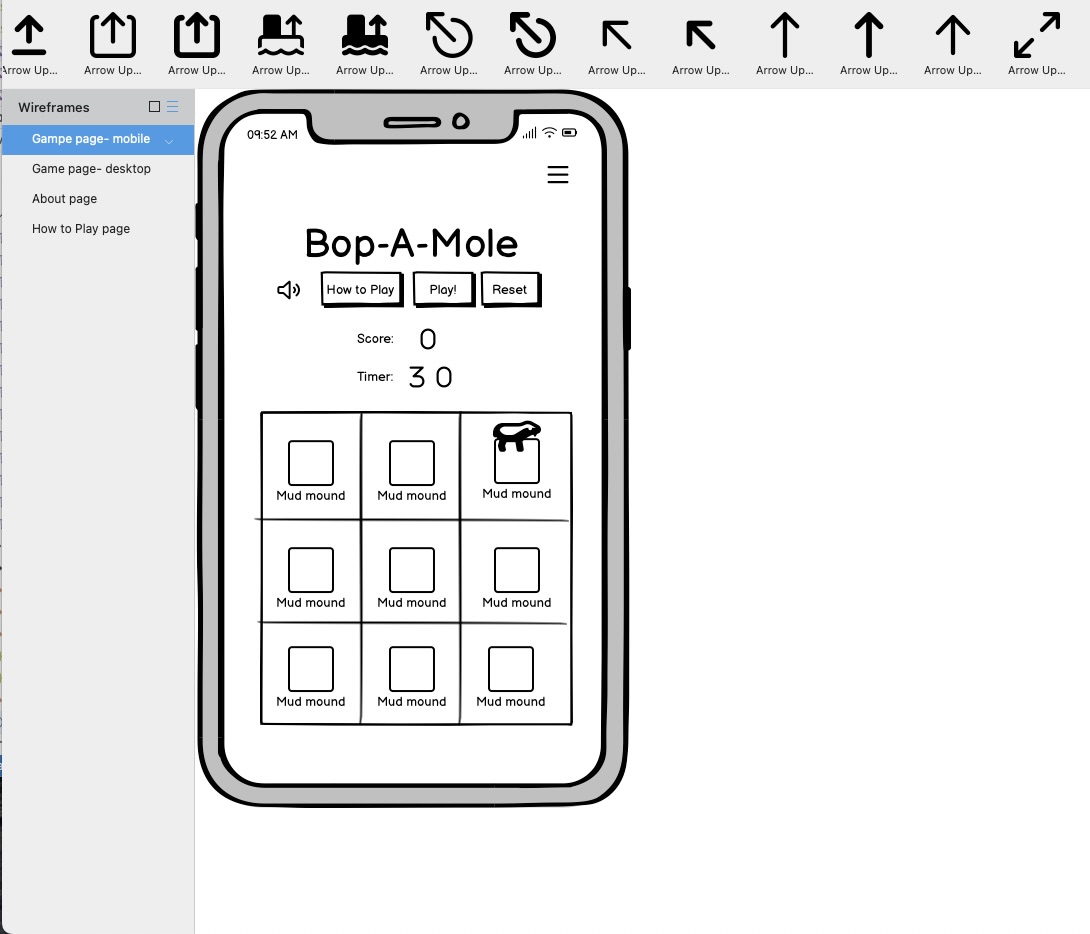 Arrow Up... Arrow Up... Arrow Up... Arrow Up... Arrow Up... Arrow Up... Arrow Up... Arrow Up... Arrow Up... Arrow Up... Arrow Up... Arrow Up... Arrow Up...
Wireframes
Gampe page- mobile
Game page- desktop
About page
How to Play page
09:52 AM
Bop-A-Mole
How to Play Play! Reset
Score: 0
Timer: 30
Mud mound Mud mound Mud mound
Mud mound Mud mound Mud mound
Mud mound Mud mound Mud mound